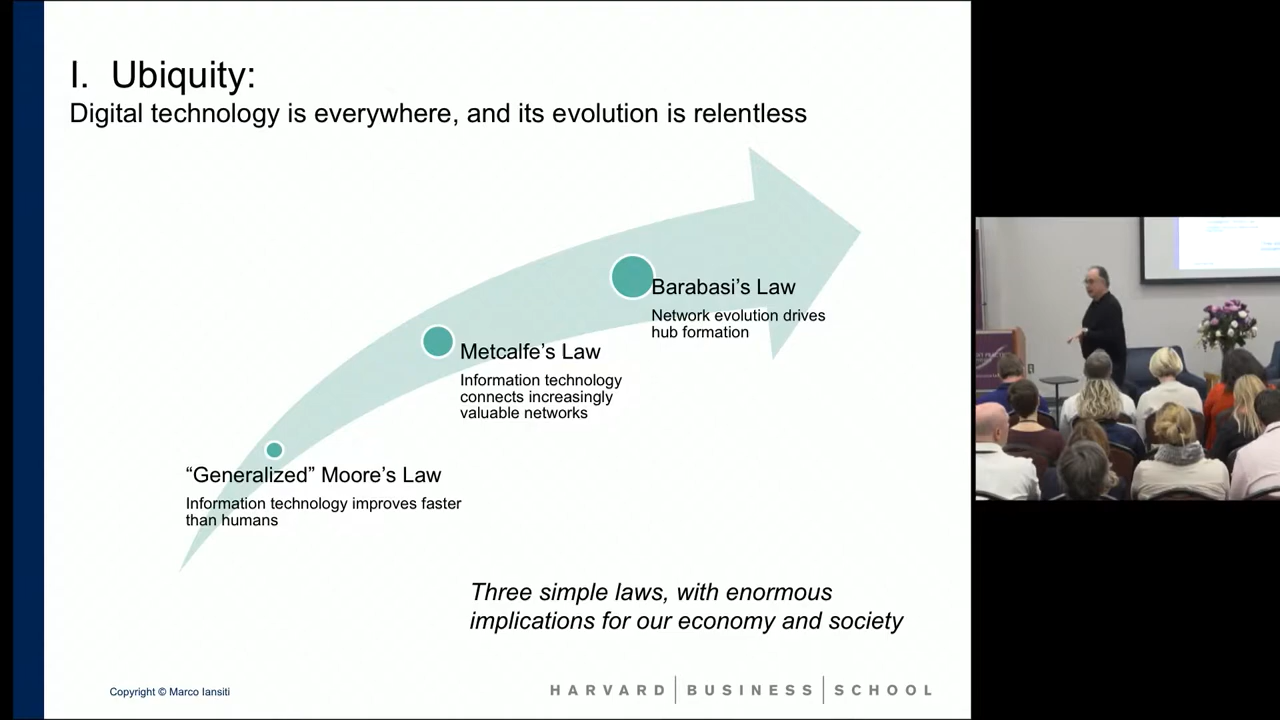 I. Ubiquity:
Digital technology is everywhere, and its evolution is relentless
Barabasi’s Law
Network evolution drives
hub formation
Metcalfe’s Law
Information technology
connects increasingly
valuable networks
“Generalized” Moore’s Law
Information technology improves faster
than humans
Three simple laws, with enormous
implications for our economy and society
Copyright © Marco Iansiti
HARVARD | BUSINESS | SCHOOL